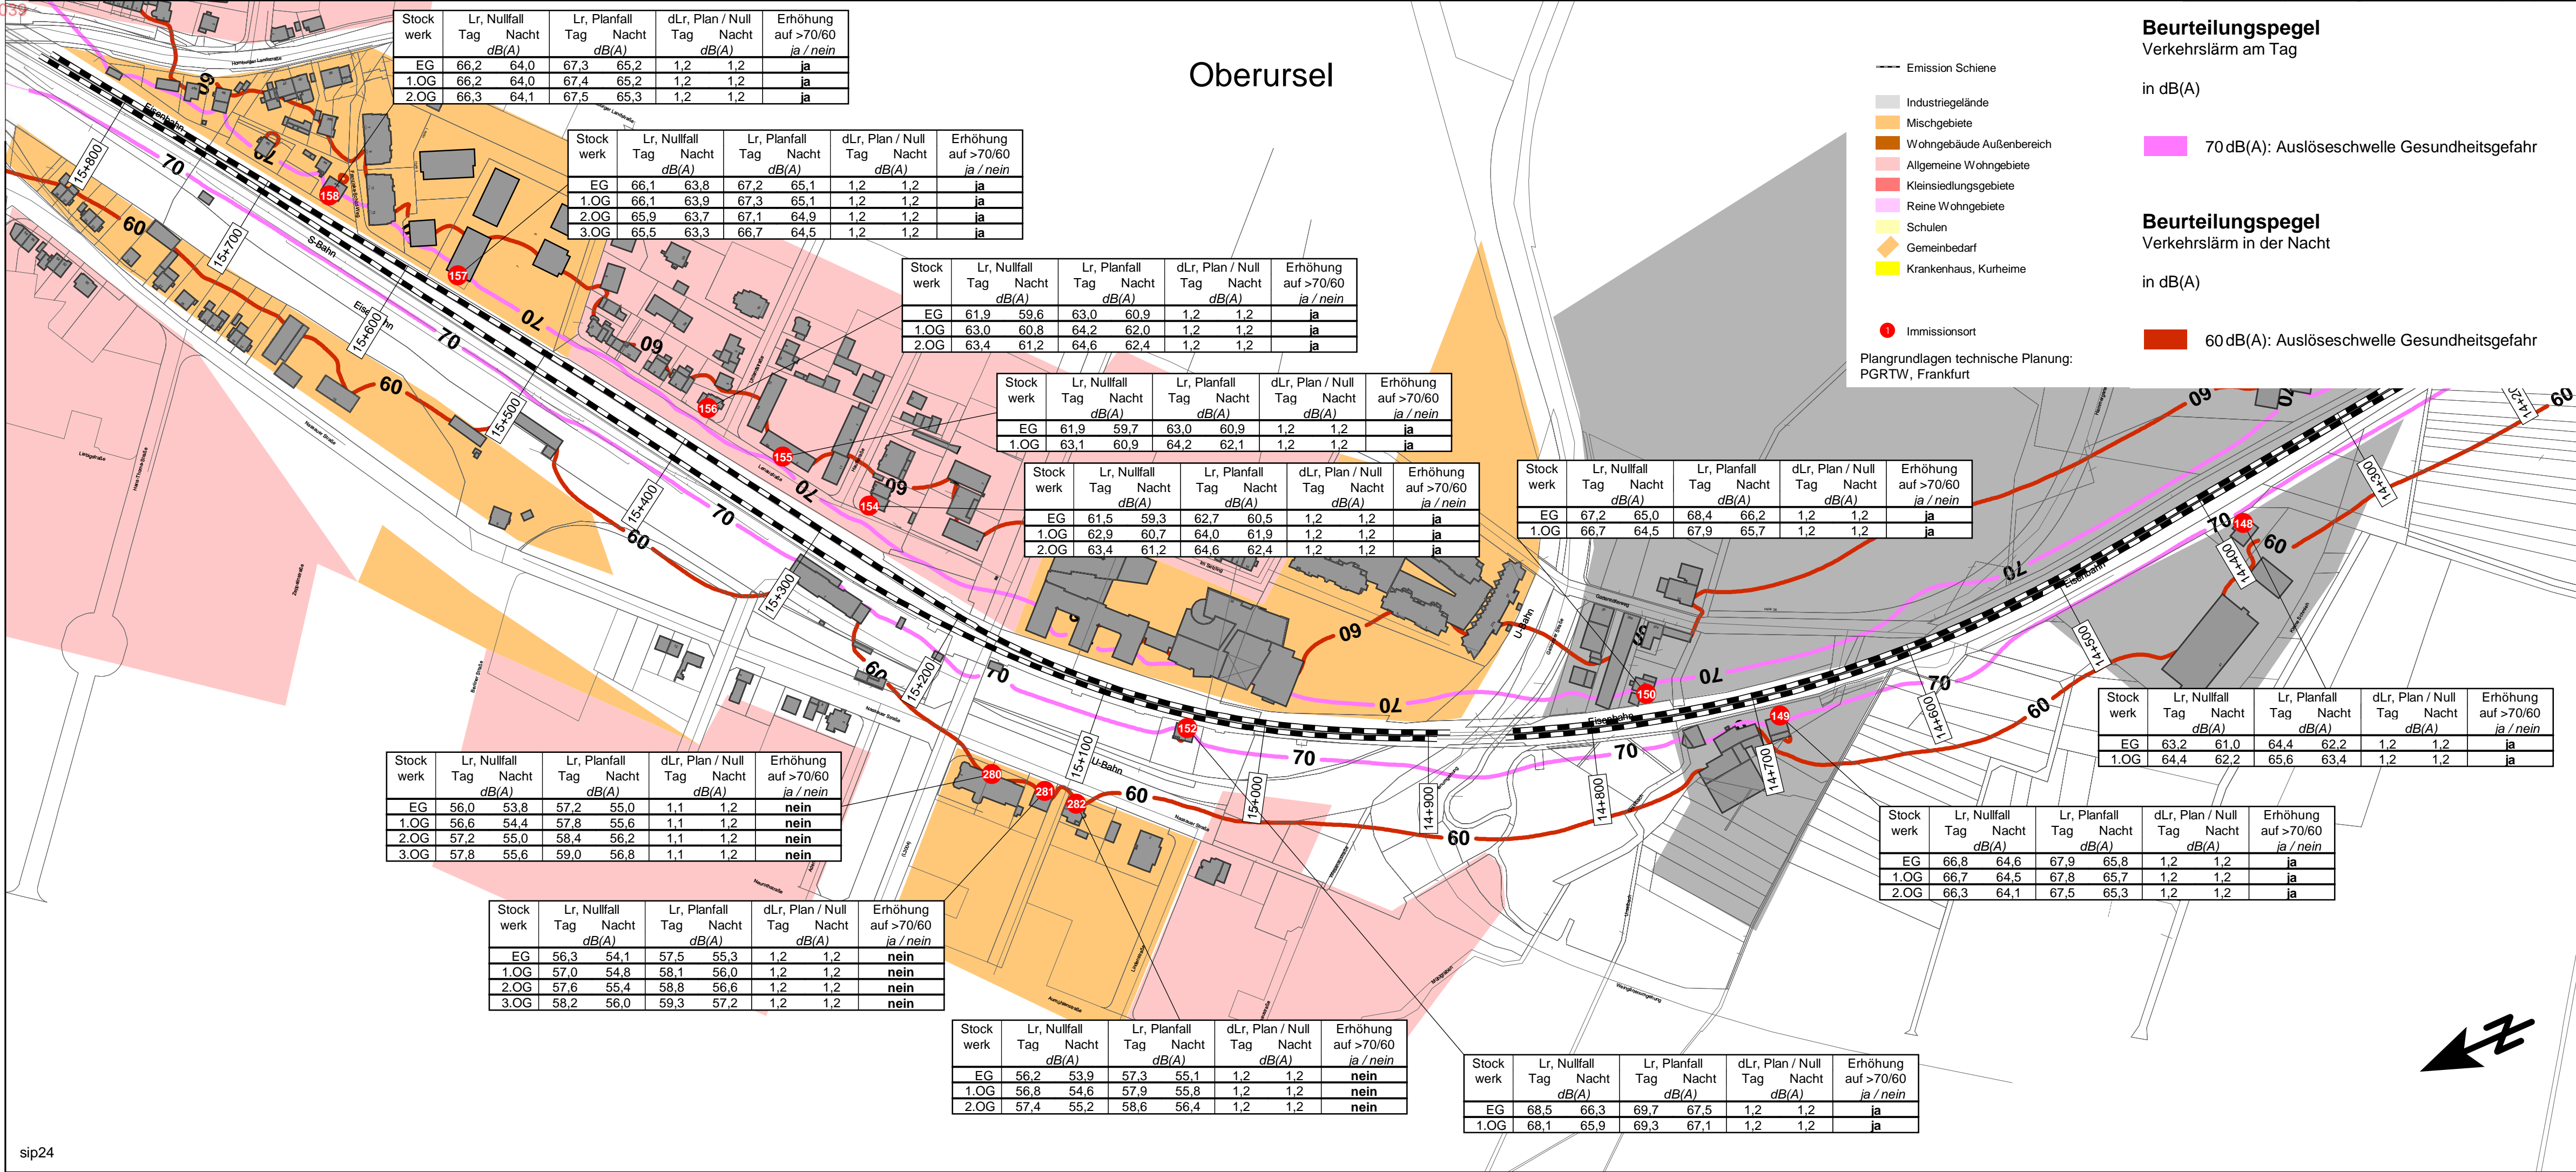 039
Oberursel
Stock Lr, Nullfall Lr, Planfall dLr, Plan / Null Erhöhung
werk Tag Nacht Tag Nacht Tag Nacht auf >70/60
dB(A) dB(A) dB(A) ja / nein
EG 66,2 64,0 67,3 65,2 1,2 1,2 ja
1.OG 66,2 64,0 67,4 65,2 1,2 1,2 ja
2.OG 66,3 64,1 67,5 65,3 1,2 1,2 ja
Stock Lr, Nullfall Lr, Planfall dLr, Plan / Null Erhöhung
werk Tag Nacht Tag Nacht Tag Nacht auf >70/60
dB(A) dB(A) dB(A) ja / nein
EG 66,1 63,8 67,2 65,1 1,2 1,2 ja
1.OG 66,1 63,9 67,3 65,1 1,2 1,2 ja
2.OG 65,9 63,7 67,1 64,9 1,2 1,2 ja
3.OG 65,5 63,3 66,7 64,5 1,2 1,2 ja
Stock Lr, Nullfall Lr, Planfall dLr, Plan / Null Erhöhung
werk Tag Nacht Tag Nacht Tag Nacht auf >70/60
dB(A) dB(A) dB(A) ja / nein
EG 61,9 59,6 63,0 60,9 1,2 1,2 ja
1.OG 63,0 60,8 64,2 62,0 1,2 1,2 ja
2.OG 63,4 61,2 64,6 62,4 1,2 1,2 ja
Stock Lr, Nullfall Lr, Planfall dLr, Plan / Null Erhöhung
werk Tag Nacht Tag Nacht Tag Nacht auf >70/60
dB(A) dB(A) dB(A) ja / nein
EG 61,9 59,7 63,0 60,9 1,2 1,2 ja
1.OG 63,1 60,9 64,2 62,1 1,2 1,2 ja
Stock Lr, Nullfall Lr, Planfall dLr, Plan / Null Erhöhung
werk Tag Nacht Tag Nacht Tag Nacht auf >70/60
dB(A) dB(A) dB(A) ja / nein
EG 61,5 59,3 62,7 60,5 1,2 1,2 ja
1.OG 62,9 60,7 64,0 61,9 1,2 1,2 ja
2.OG 63,4 61,2 64,6 62,4 1,2 1,2 ja
Stock Lr, Nullfall Lr, Planfall dLr, Plan / Null Erhöhung
werk Tag Nacht Tag Nacht Tag Nacht auf >70/60
dB(A) dB(A) dB(A) ja / nein
EG 67,2 65,0 68,4 66,2 1,2 1,2 ja
1.OG 66,7 64,5 67,9 65,7 1,2 1,2 ja
Emission Schiene
Industriegelände
Mischgebiete
Wohngebäude Außenbereich
Allgemeine Wohngebiete
Kleinsiedlungsgebiete
Reine Wohngebiete
Schulen
Gemeinbedarf
Krankenhaus, Kurheime
1 Immissionsort
Plangrundlagen technische Planung:
PGRTW, Frankfurt
Beurteilungspegel
Verkehrslärm am Tag
in dB(A)
70 dB(A): Auslöseschwelle Gesundheitsgefahr
Beurteilungspegel
Verkehrslärm in der Nacht
in dB(A)
60 dB(A): Auslöseschwelle Gesundheitsgefahr
Homburger Landstraße
Eisenbahn
S-Bahn
15+800
15+700
15+600
15+500
15+400
15+300
15+200
15+100
15+000
14+900
14+800
14+700
14+600
14+500
14+400
14+300
158
157
156
155
154
152
150
149
148
280
281
282
60
60
60
60
60
60
60
60
60
60
60
60
60
60
70
70
70
70
70
70
70
70
70
70
70
70
70
U-Bahn
U-Bahn
Eisenbahn
Eisenbahn
Nassauer Straße
Nassauer Straße
Nassauer Straße
Hans-Thoma-Straße
Lindenstraße
Stock Lr, Nullfall Lr, Planfall dLr, Plan / Null Erhöhung
werk Tag Nacht Tag Nacht Tag Nacht auf >70/60
dB(A) dB(A) dB(A) ja / nein
EG 63,2 61,0 64,4 62,2 1,2 1,2 ja
1.OG 64,4 62,2 65,6 63,4 1,2 1,2 ja
Stock Lr, Nullfall Lr, Planfall dLr, Plan / Null Erhöhung
werk Tag Nacht Tag Nacht Tag Nacht auf >70/60
dB(A) dB(A) dB(A) ja / nein
EG 56,0 53,8 57,2 55,0 1,1 1,2 nein
1.OG 56,6 54,4 57,8 55,6 1,1 1,2 nein
2.OG 57,2 55,0 58,4 56,2 1,1 1,2 nein
3.OG 57,8 55,6 59,0 56,8 1,1 1,2 nein
Stock Lr, Nullfall Lr, Planfall dLr, Plan / Null Erhöhung
werk Tag Nacht Tag Nacht Tag Nacht auf >70/60
dB(A) dB(A) dB(A) ja / nein
EG 66,8 64,6 67,9 65,8 1,2 1,2 ja
1.OG 66,7 64,5 67,8 65,7 1,2 1,2 ja
2.OG 66,3 64,1 67,5 65,3 1,2 1,2 ja
Stock Lr, Nullfall Lr, Planfall dLr, Plan / Null Erhöhung
werk Tag Nacht Tag Nacht Tag Nacht auf >70/60
dB(A) dB(A) dB(A) ja / nein
EG 56,3 54,1 57,5 55,3 1,2 1,2 nein
1.OG 57,0 54,8 58,1 56,0 1,2 1,2 nein
2.OG 57,6 55,4 58,8 56,6 1,2 1,2 nein
3.OG 58,2 56,0 59,3 57,2 1,2 1,2 nein
Stock Lr, Nullfall Lr, Planfall dLr, Plan / Null Erhöhung
werk Tag Nacht Tag Nacht Tag Nacht auf >70/60
dB(A) dB(A) dB(A) ja / nein
EG 56,2 53,9 57,3 55,1 1,2 1,2 nein
1.OG 56,8 54,6 57,9 55,8 1,2 1,2 nein
2.OG 57,4 55,2 58,6 56,4 1,2 1,2 nein
Stock Lr, Nullfall Lr, Planfall dLr, Plan / Null Erhöhung
werk Tag Nacht Tag Nacht Tag Nacht auf >70/60
dB(A) dB(A) dB(A) ja / nein
EG 68,5 66,3 69,7 67,5 1,2 1,2 ja
1.OG 68,1 65,9 69,3 67,1 1,2 1,2 ja
N
sip24